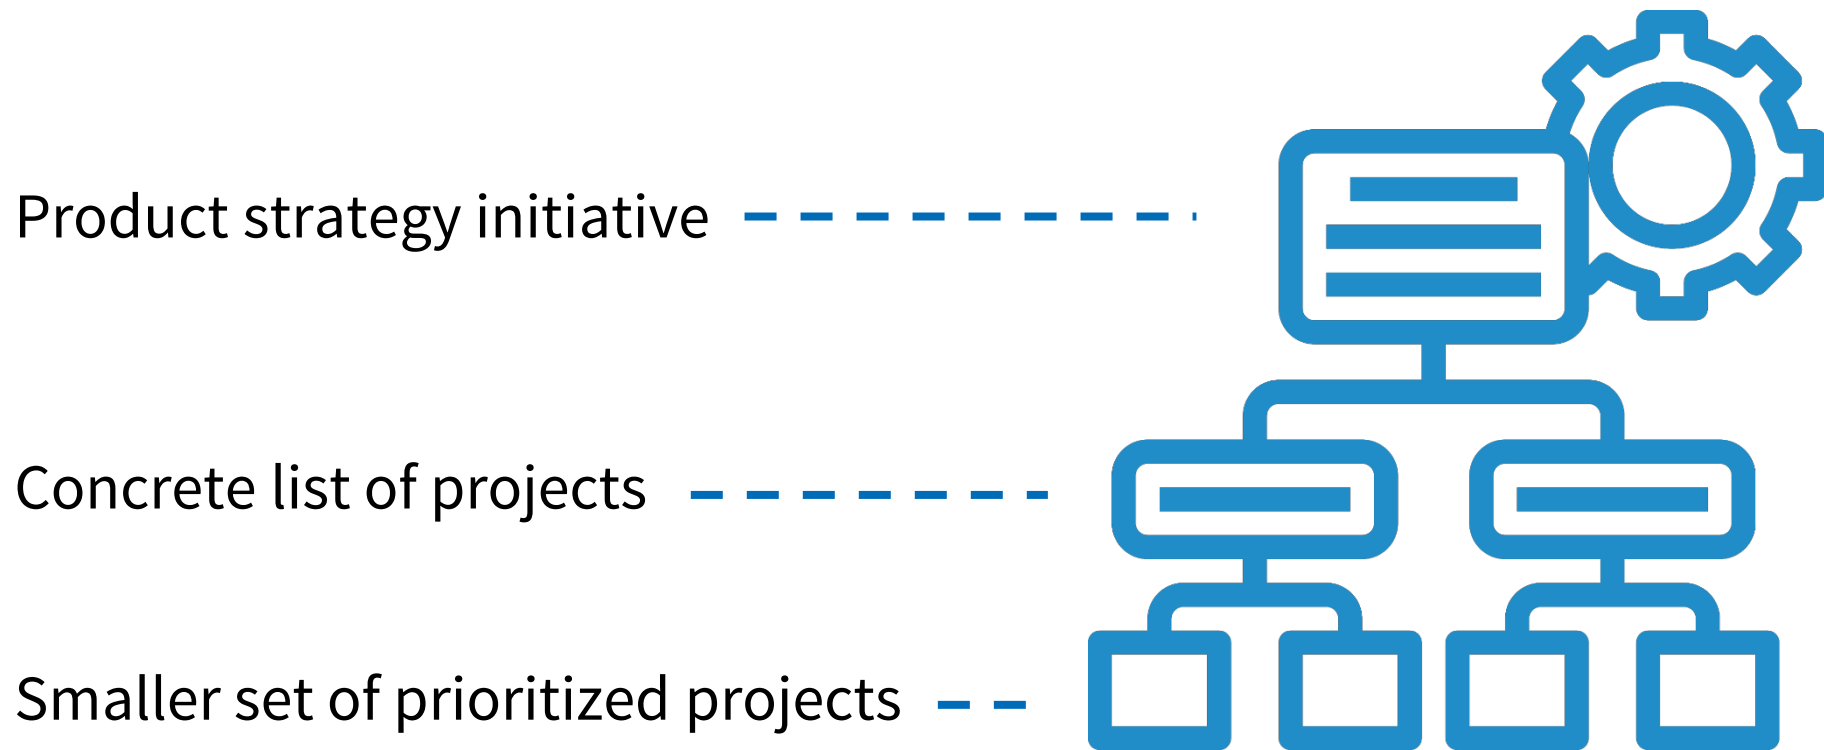 Product strategy initiative
Concrete list of projects
Smaller set of prioritized projects